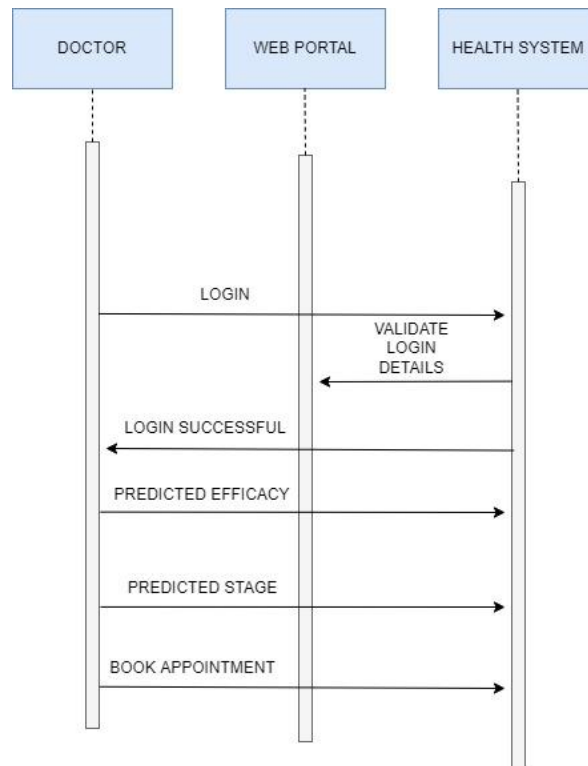 DOCTOR
WEB PORTAL
HEALTH SYSTEM
LOGIN
VALIDATE
LOGIN
DETAILS
LOGIN SUCCESSFUL
PREDICTED EFFICACY
PREDICTED STAGE
BOOK APPOINTMENT